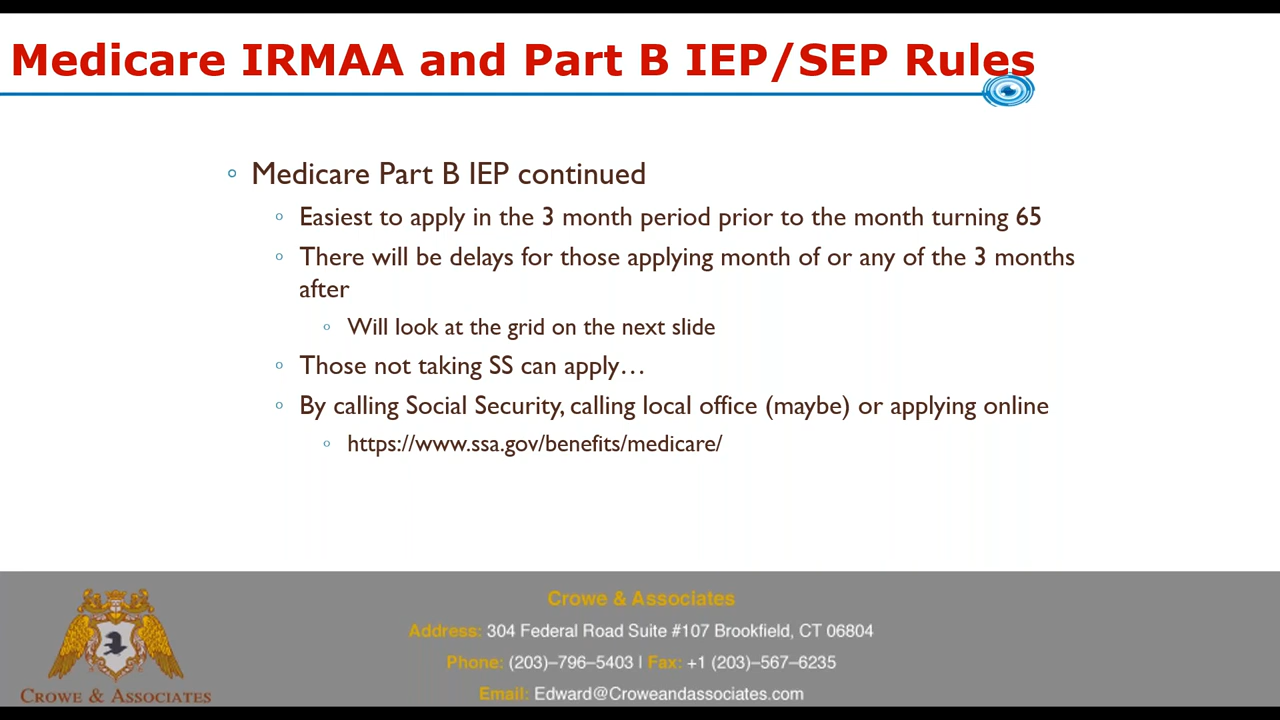 Medicare IRMAA and Part B IEP/SEP Rules
Medicare Part B IEP continued
Easiest to apply in the 3 month period prior to the month turning 65
There will be delays for those applying month of or any of the 3 months
after
Will look at the grid on the next slide
Those not taking SS can apply…
By calling Social Security, calling local office (maybe) or applying online
https://www.ssa.gov/benefits/medicare/
Crowe & Associates
Address: 304 Federal Road Suite #107 Brookfield, CT 06804
Phone: (203)–796–5403 | Fax: +1 (203)–567–6235
Email: Edward@Croweandassociates.com
CROWE & ASSOCIATES